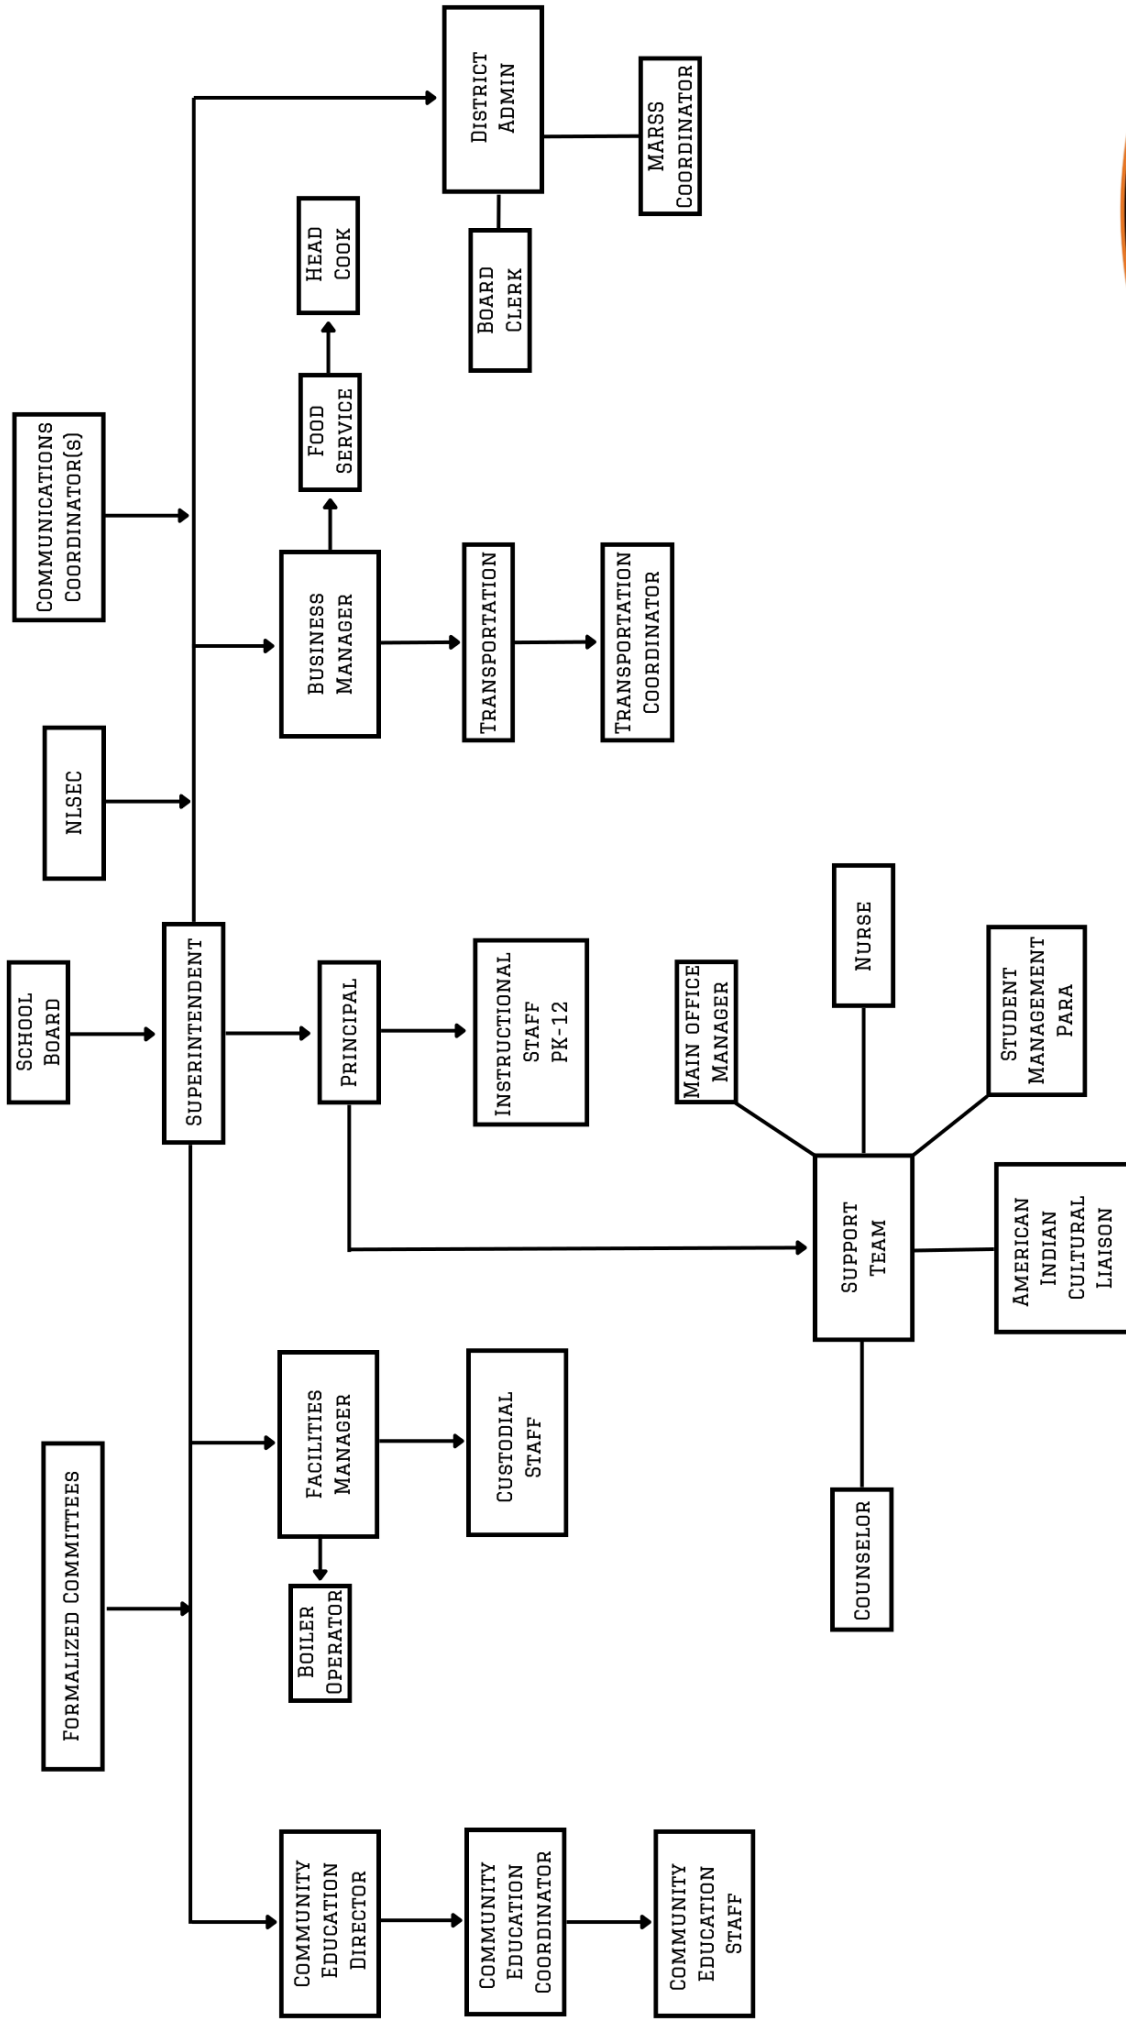 School
Board
Formalized Committees
NLSEC
Communications
Coordinator(s)
Superintendent
Community
Education
Director
Facilities
Manager
Boiler
Operator
Principal
Business
Manager
Food
Service
Head
Cook
District
Admin
Board
Clerk
MARSS
Coordinator
Community
Education
Coordinator
Custodial
Staff
Instructional
Staff
PK-12
Transportation
Transportation
Coordinator
Community
Education
Staff
Main Office
Manager
Counselor
Support
Team
Nurse
Student
Management
Para
American
Indian
Cultural
Liaison